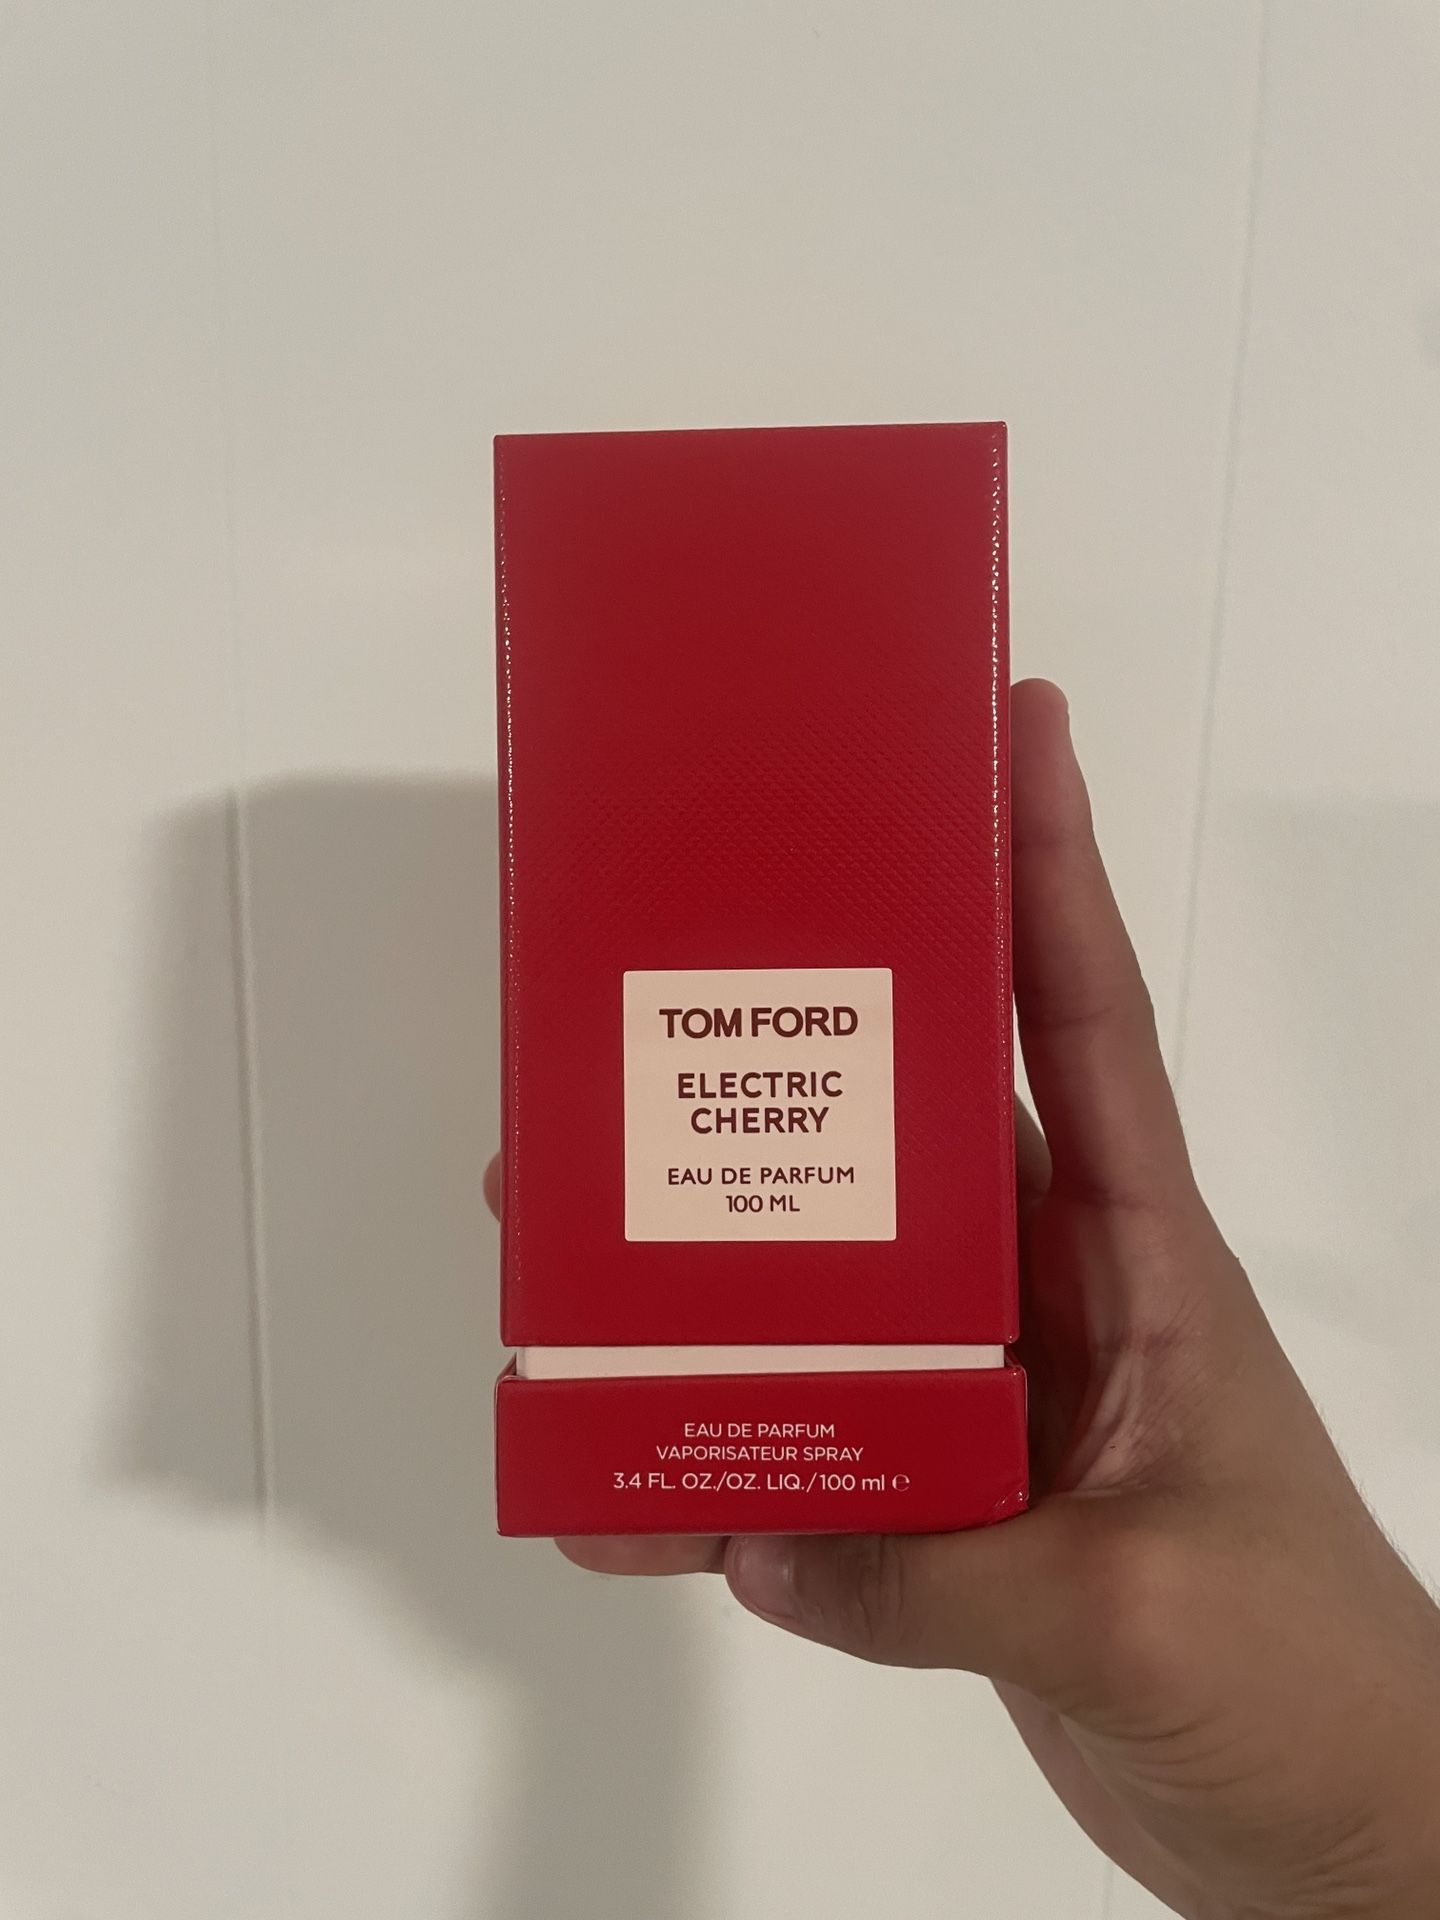 TOM FORD
ELECTRIC
CHERRY
EAU DE PARFUM
100 ML
EAU DE PARFUM
VAPORISATEUR SPRAY
3.4 FL. OZ./OZ. LIQ./100 ml ℮